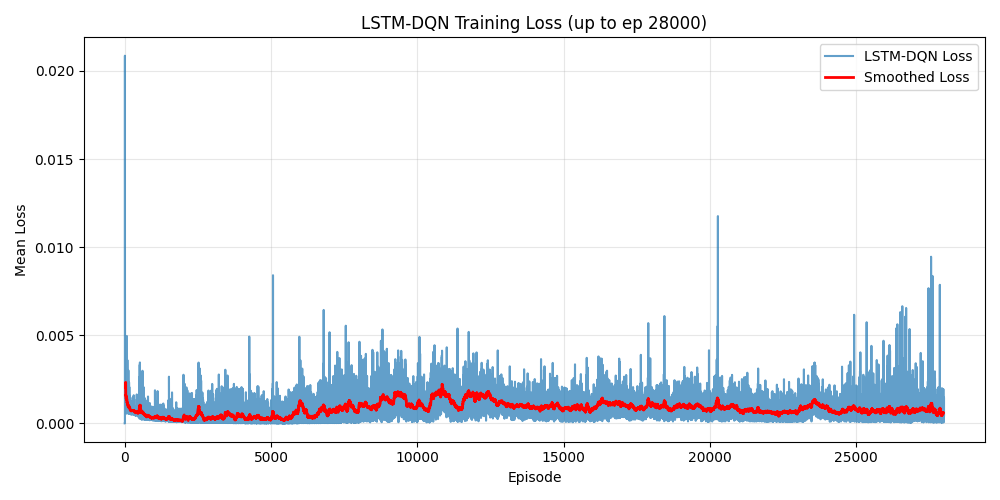 LSTM-DQN Training Loss (up to ep 28000)
LSTM-DQN Loss
Smoothed Loss
Mean Loss
0.020
0.015
0.010
0.005
0.000
0 5000 10000 15000 20000 25000
Episode